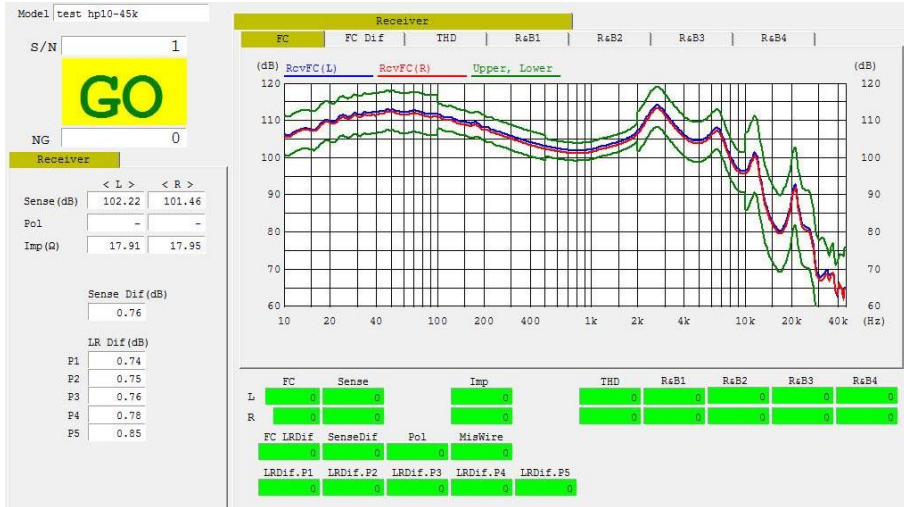 Model test hp10-45k
S/N 1
GO
NG 0
Receiver
< L > < R >
Sense(dB) 102.22 101.46
Pol - -
Imp(Ω) 17.91 17.95
Sense Dif(dB)
0.76
LR Dif(dB)
P1 0.74
P2 0.75
P3 0.76
P4 0.78
P5 0.85
Receiver
FC FC Dif THD R&B1 R&B2 R&B3 R&B4
(dB) RcvFC(L) RcvFC(R) Upper, Lower (dB)
120 120
110 110
100 100
90 90
80 80
70 70
60 60
10 20 40 100 200 400 1k 2k 4k 10k 20k 40k (Hz)
FC Sense Imp THD R&B1 R&B2 R&B3 R&B4
L 0 0 0 0 0 0 0 0
R 0 0 0 0 0 0 0 0
FC LRDif SenseDif Pol MisWire
0 0 0 0
LRDif.P1 LRDif.P2 LRDif.P3 LRDif.P4 LRDif.P5
0 0 0 0 0